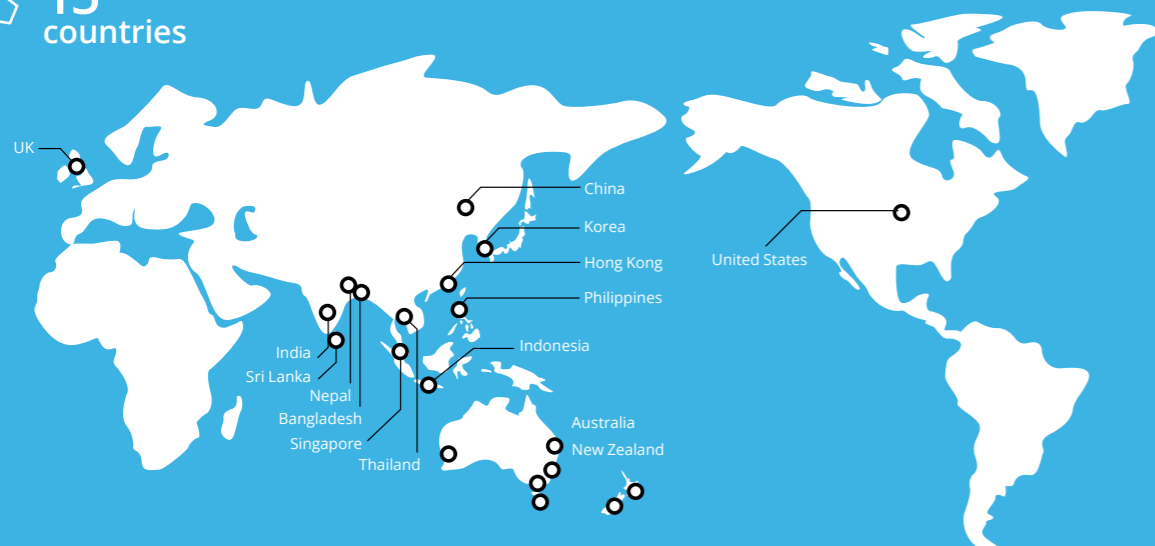 15
countries
UK
China
Korea
Hong Kong
Philippines
United States
Indonesia
India
Sri Lanka
Nepal
Bangladesh
Singapore
Thailand
Australia
New Zealand